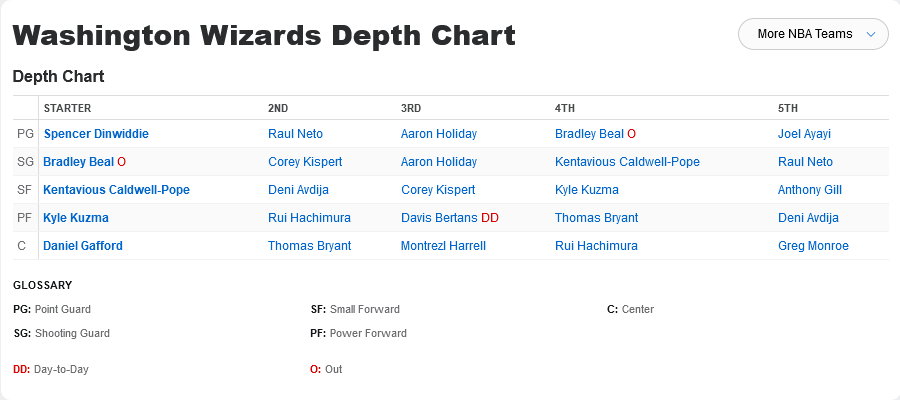 Washington Wizards Depth Chart
More NBA Teams
Depth Chart
STARTER 2ND 3RD 4TH 5TH
PG Spencer Dinwiddie Raul Neto Aaron Holiday Bradley Beal O Joel Ayayi
SG Bradley Beal O Corey Kispert Aaron Holiday Kentavious Caldwell-Pope Raul Neto
SF Kentavious Caldwell-Pope Deni Avdija Corey Kispert Kyle Kuzma Anthony Gill
PF Kyle Kuzma Rui Hachimura Davis Bertans DD Thomas Bryant Deni Avdija
C Daniel Gafford Thomas Bryant Montrezl Harrell Rui Hachimura Greg Monroe
GLOSSARY
PG: Point Guard SF: Small Forward C: Center
SG: Shooting Guard PF: Power Forward
DD: Day-to-Day O: Out